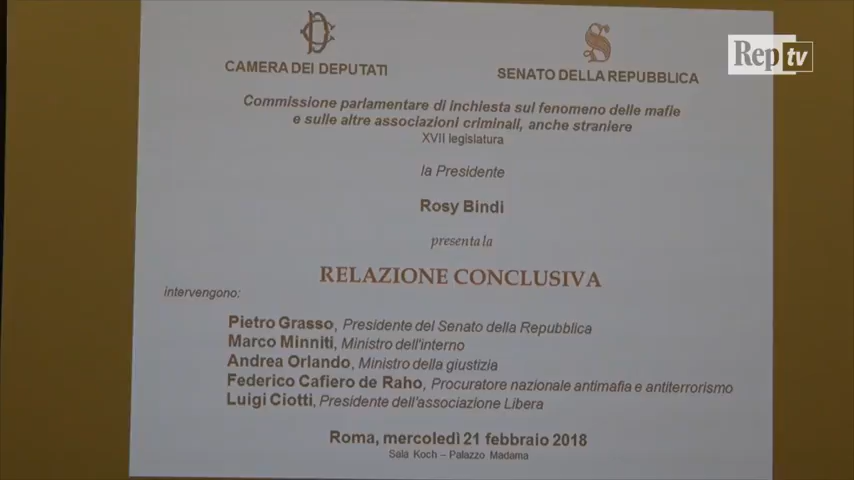 Rep tv
CAMERA DEI DEPUTATI
SENATO DELLA REPUBBLICA
Commissione parlamentare di inchiesta sul fenomeno delle mafie
e sulle altre associazioni criminali, anche straniere
XVII legislatura
la Presidente
Rosy Bindi
presenta la
RELAZIONE CONCLUSIVA
intervengono:
Pietro Grasso, Presidente del Senato della Repubblica
Marco Minniti, Ministro dell'interno
Andrea Orlando, Ministro della giustizia
Federico Cafiero de Raho, Procuratore nazionale antimafia e antiterrorismo
Luigi Ciotti, Presidente dell'associazione Libera
Roma, mercoledì 21 febbraio 2018
Sala Koch – Palazzo Madama